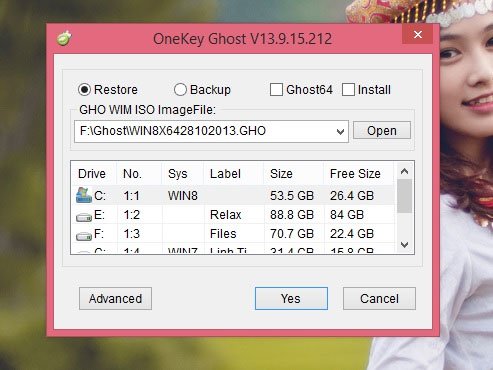 OneKey Ghost V13.9.15.212
Restore Backup Ghost64 Install
GHO WIM ISO ImageFile:
F:\Ghost\WIN8X6428102013.GHO Open
Drive No. Sys Label Size Free Size
C: 1:1 WIN8 53.5 GB 26.4 GB
E: 1:2 Relax 88.8 GB 84 GB
F: 1:3 Files 70.7 GB 22.4 GB
1:4 WIN7 Linh Ti 31.4 GB 15.8 GB
Advanced Yes Cancel